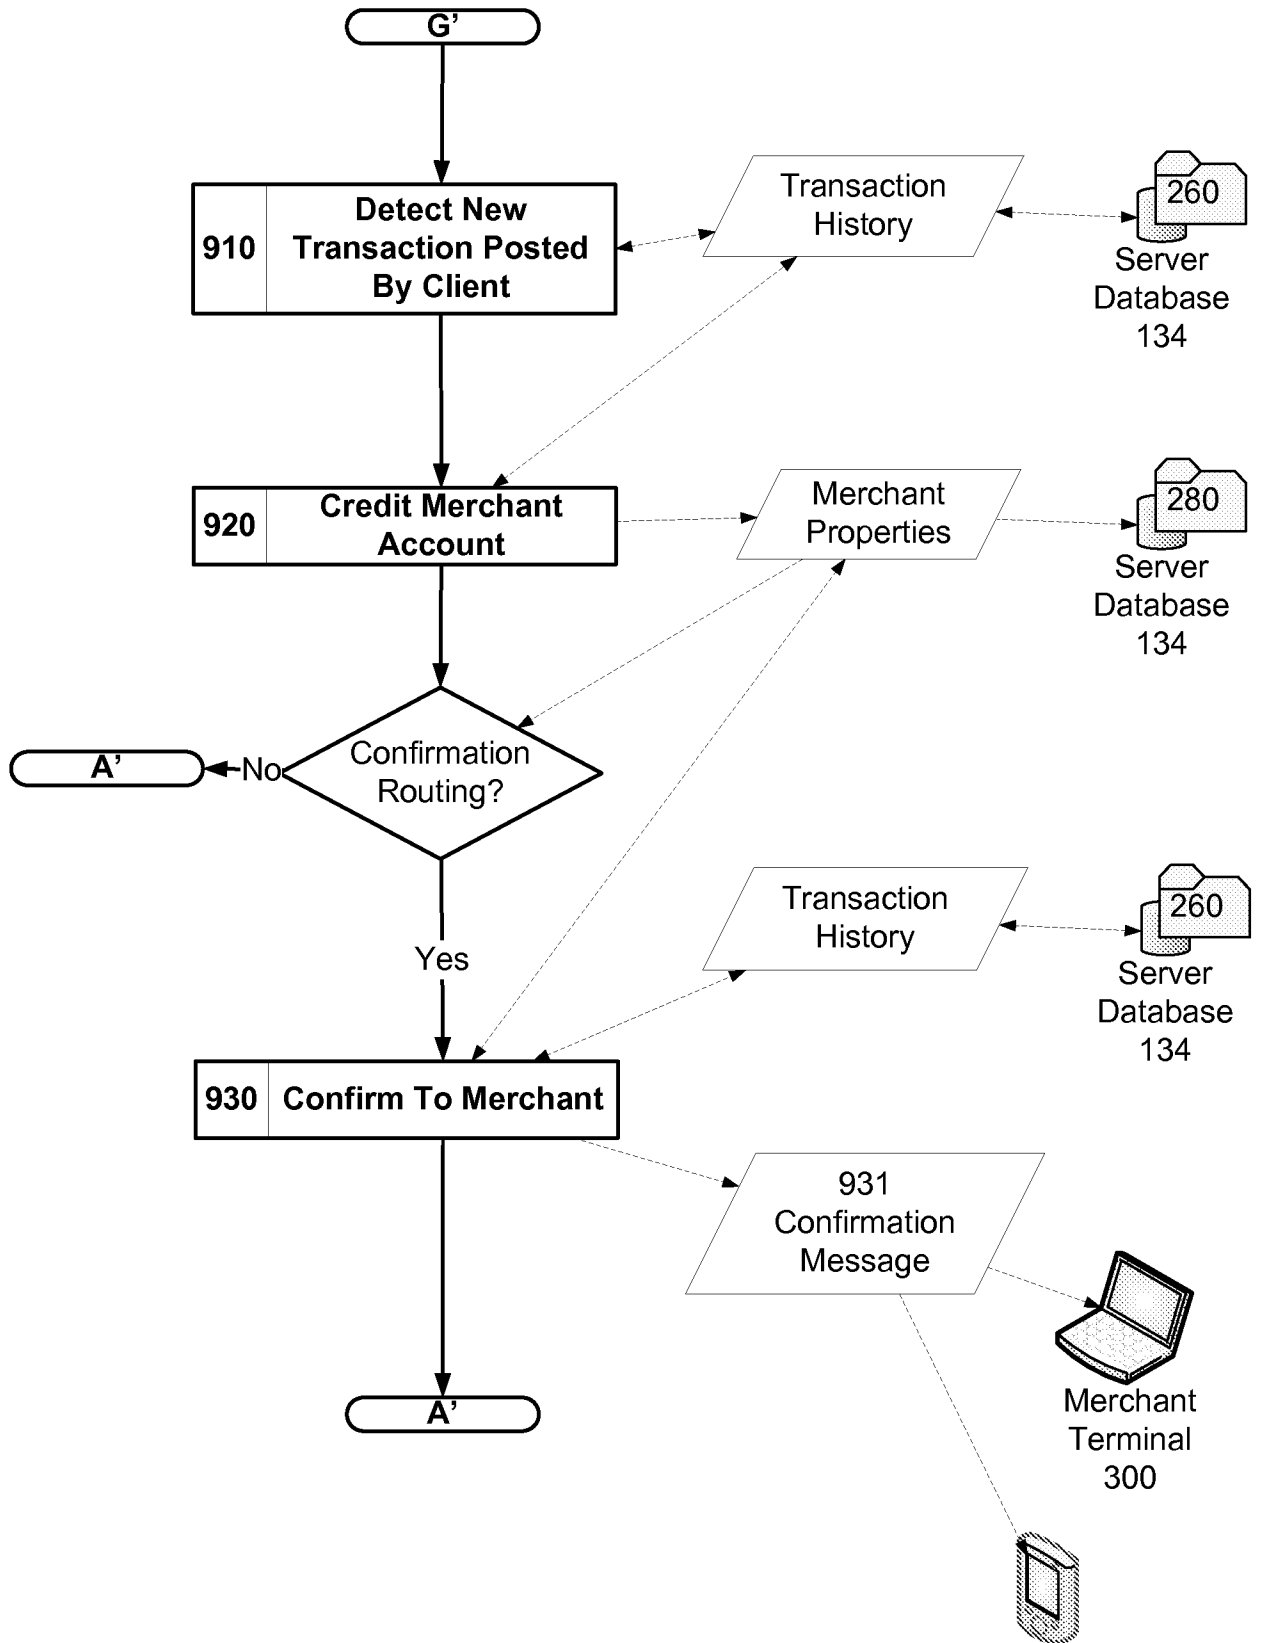 G’
910
Detect New
Transaction Posted
By Client
Transaction
History
260
Server
Database
134
920
Credit Merchant
Account
Merchant
Properties
280
Server
Database
134
Confirmation
Routing?
No
A’
Yes
Transaction
History
260
Server
Database
134
930
Confirm To Merchant
931
Confirmation
Message
Merchant
Terminal
300
A’